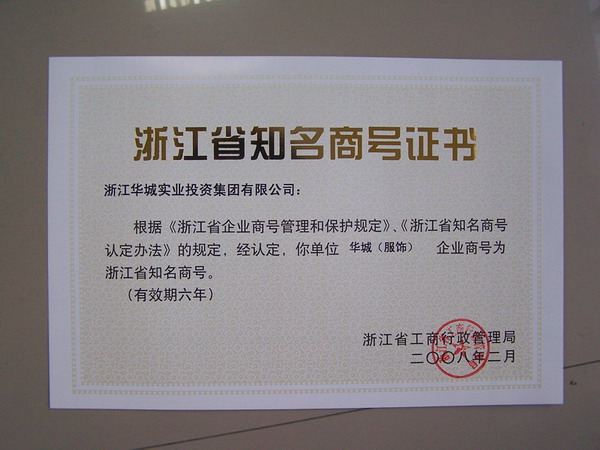 浙江省知名商号证书
浙江华城实业投资集团有限公司：
根据《浙江省企业商号管理和保护规定》、《浙江省知名商号
认定办法》的规定，经认定，你单位 华城（服饰） 企业商号为
浙江省知名商号。
（有效期六年）
浙江省工商行政管理局
二〇〇八年二月